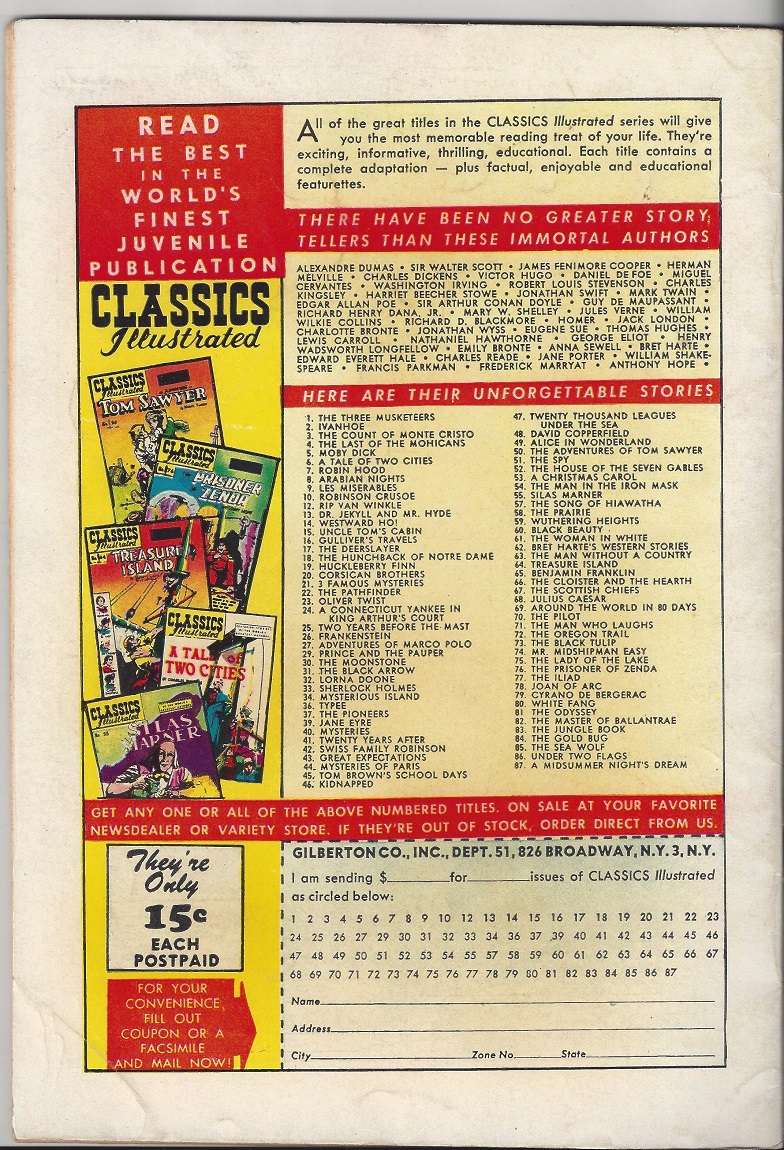 READ
THE BEST
IN THE
WORLD'S
FINEST
JUVENILE
PUBLICATION
CLASSICS
Illustrated
CLASSICS
Illustrated
TOM SAWYER
CLASSICS
Illustrated
PRISONER
ZENDA
CLASSICS
Illustrated
TREASURE
ISLAND
CLASSICS
Illustrated
A TALE of
TWO CITIES
CLASSICS
Illustrated
SILAS
MARNER
All of the great titles in the CLASSICS Illustrated series will give
you the most memorable reading treat of your life. They're
exciting, informative, thrilling, educational. Each title contains a
complete adaptation — plus factual, enjoyable and educational
featurettes.
THERE HAVE BEEN NO GREATER STORY,
TELLERS THAN THESE IMMORTAL AUTHORS
ALEXANDRE DUMAS • SIR WALTER SCOTT • JAMES FENIMORE COOPER • HERMAN
MELVILLE • CHARLES DICKENS • VICTOR HUGO • DANIEL DEFOE • MIGUEL
CERVANTES • WASHINGTON IRVING • ROBERT LOUIS STEVENSON • CHARLES
KINGSLEY • HARRIET BEECHER STOWE • JONATHAN SWIFT • MARK TWAIN •
EDGAR ALLAN POE • SIR ARTHUR CONAN DOYLE • GUY DE MAUPASSANT •
RICHARD HENRY DANA, JR. • MARY W. SHELLEY • JULES VERNE • WILLIAM
WILKIE COLLINS • RICHARD D. BLACKMORE • HOMER • JACK LONDON •
CHARLOTTE BRONTE • JONATHAN WYSS • EUGENE SUE • THOMAS HUGHES •
LEWIS CARROLL • NATHANIEL HAWTHORNE • GEORGE ELIOT • HENRY
WADSWORTH LONGFELLOW • EMILY BRONTE • ANNA SEWELL • BRET HARTE •
EDWARD EVERETT HALE • CHARLES READE • JANE PORTER • WILLIAM SHAKE-
SPEARE • FRANCIS PARKMAN • FREDERICK MARRYAT • ANTHONY HOPE •
HERE ARE THEIR UNFORGETTABLE STORIES
1. THE THREE MUSKETEERS
2. IVANHOE
3. THE COUNT OF MONTE CRISTO
4. THE LAST OF THE MOHICANS
5. MOBY DICK
6. A TALE OF TWO CITIES
7. ROBIN HOOD
8. ARABIAN NIGHTS
9. LES MISERABLES
10. ROBINSON CRUSOE
12. RIP VAN WINKLE
13. DR. JEKYLL AND MR. HYDE
14. WESTWARD HO!
15. UNCLE TOM'S CABIN
16. GULLIVER'S TRAVELS
17. THE DEERSLAYER
18. THE HUNCHBACK OF NOTRE DAME
19. HUCKLEBERRY FINN
20. CORSICAN BROTHERS
21. 3 FAMOUS MYSTERIES
22. THE PATHFINDER
23. OLIVER TWIST
24. A CONNECTICUT YANKEE IN
KING ARTHUR'S COURT
25. TWO YEARS BEFORE THE MAST
26. FRANKENSTEIN
27. ADVENTURES OF MARCO POLO
29. PRINCE AND THE PAUPER
30. THE MOONSTONE
31. THE BLACK ARROW
32. LORNA DOONE
33. SHERLOCK HOLMES
34. MYSTERIOUS ISLAND
36. TYPEE
37. THE PIONEERS
39. JANE EYRE
40. MYSTERIES
41. TWENTY YEARS AFTER
42. SWISS FAMILY ROBINSON
43. GREAT EXPECTATIONS
44. MYSTERIES OF PARIS
45. TOM BROWN'S SCHOOL DAYS
46. KIDNAPPED
47. TWENTY THOUSAND LEAGUES
UNDER THE SEA
48. DAVID COPPERFIELD
49. ALICE IN WONDERLAND
50. THE ADVENTURES OF TOM SAWYER
51. THE SPY
52. THE HOUSE OF THE SEVEN GABLES
53. A CHRISTMAS CAROL
54. THE MAN IN THE IRON MASK
55. SILAS MARNER
57. THE SONG OF HIAWATHA
58. THE PRAIRIE
59. WUTHERING HEIGHTS
60. BLACK BEAUTY
61. THE WOMAN IN WHITE
62. BRET HARTE'S WESTERN STORIES
63. THE MAN WITHOUT A COUNTRY
64. TREASURE ISLAND
65. BENJAMIN FRANKLIN
66. THE CLOISTER AND THE HEARTH
67. THE SCOTTISH CHIEFS
68. JULIUS CAESAR
69. AROUND THE WORLD IN 80 DAYS
70. THE PILOT
71. THE MAN WHO LAUGHS
72. THE OREGON TRAIL
73. THE BLACK TULIP
74. MR. MIDSHIPMAN EASY
75. THE LADY OF THE LAKE
76. THE PRISONER OF ZENDA
77. THE ILIAD
78. JOAN OF ARC
79. CYRANO DE BERGERAC
80. WHITE FANG
81. THE ODYSSEY
82. THE MASTER OF BALLANTRAE
83. THE JUNGLE BOOK
84. THE GOLD BUG
85. THE SEA WOLF
86. UNDER TWO FLAGS
87. A MIDSUMMER NIGHT'S DREAM
GET ANY ONE OR ALL OF THE ABOVE NUMBERED TITLES. ON SALE AT YOUR FAVORITE
NEWSDEALER OR VARIETY STORE. IF THEY'RE OUT OF STOCK, ORDER DIRECT FROM US.
They're
Only
15c
EACH
POSTPAID
FOR YOUR
CONVENIENCE,
FILL OUT
COUPON OR A
FACSIMILE
AND MAIL NOW!
GILBERTON CO., INC., DEPT. 51, 826 BROADWAY, N.Y. 3, N.Y.
I am sending $ for issues of CLASSICS Illustrated
as circled below:
1 2 3 4 5 6 7 8 9 10 12 13 14 15 16 17 18 19 20 21 22 23
24 25 26 27 29 30 31 32 33 34 36 37 39 40 41 42 43 44 45 46
47 48 49 50 51 52 53 54 55 57 58 59 60 61 62 63 64 65 66 67
68 69 70 71 72 73 74 75 76 77 78 79 80 81 82 83 84 85 86 87
Name
Address
City Zone No. State